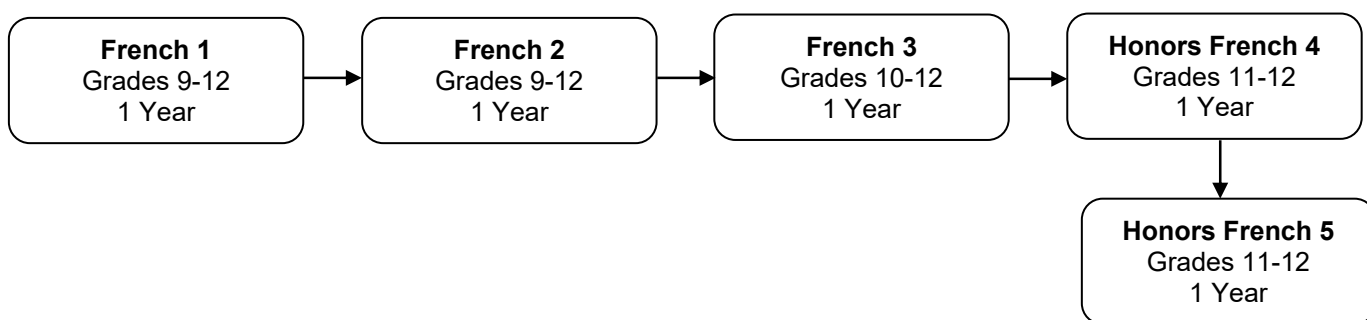 French 1
Grades 9-12
1 Year
French 2
Grades 9-12
1 Year
French 3
Grades 10-12
1 Year
Honors French 4
Grades 11-12
1 Year
Honors French 5
Grades 11-12
1 Year